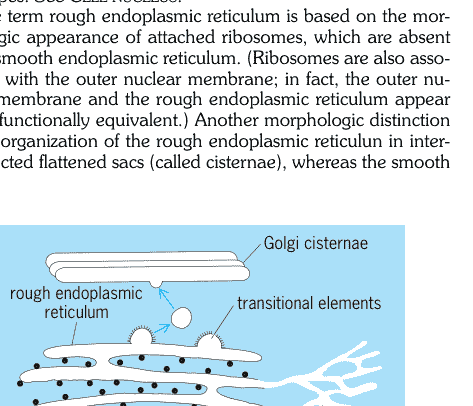 term rough endoplasmic reticulum is based on the mor-
gic appearance of attached ribosomes, which are absent
smooth endoplasmic reticulum. (Ribosomes are also asso-
with the outer nuclear membrane; in fact, the outer nu-
membrane and the rough endoplasmic reticulum appear
functionally equivalent.) Another morphologic distinction
organization of the rough endoplasmic reticulun in inter-
cted flattened sacs (called cisternae), whereas the smooth
Golgi cisternae
rough endoplasmic
reticulum
transitional elements